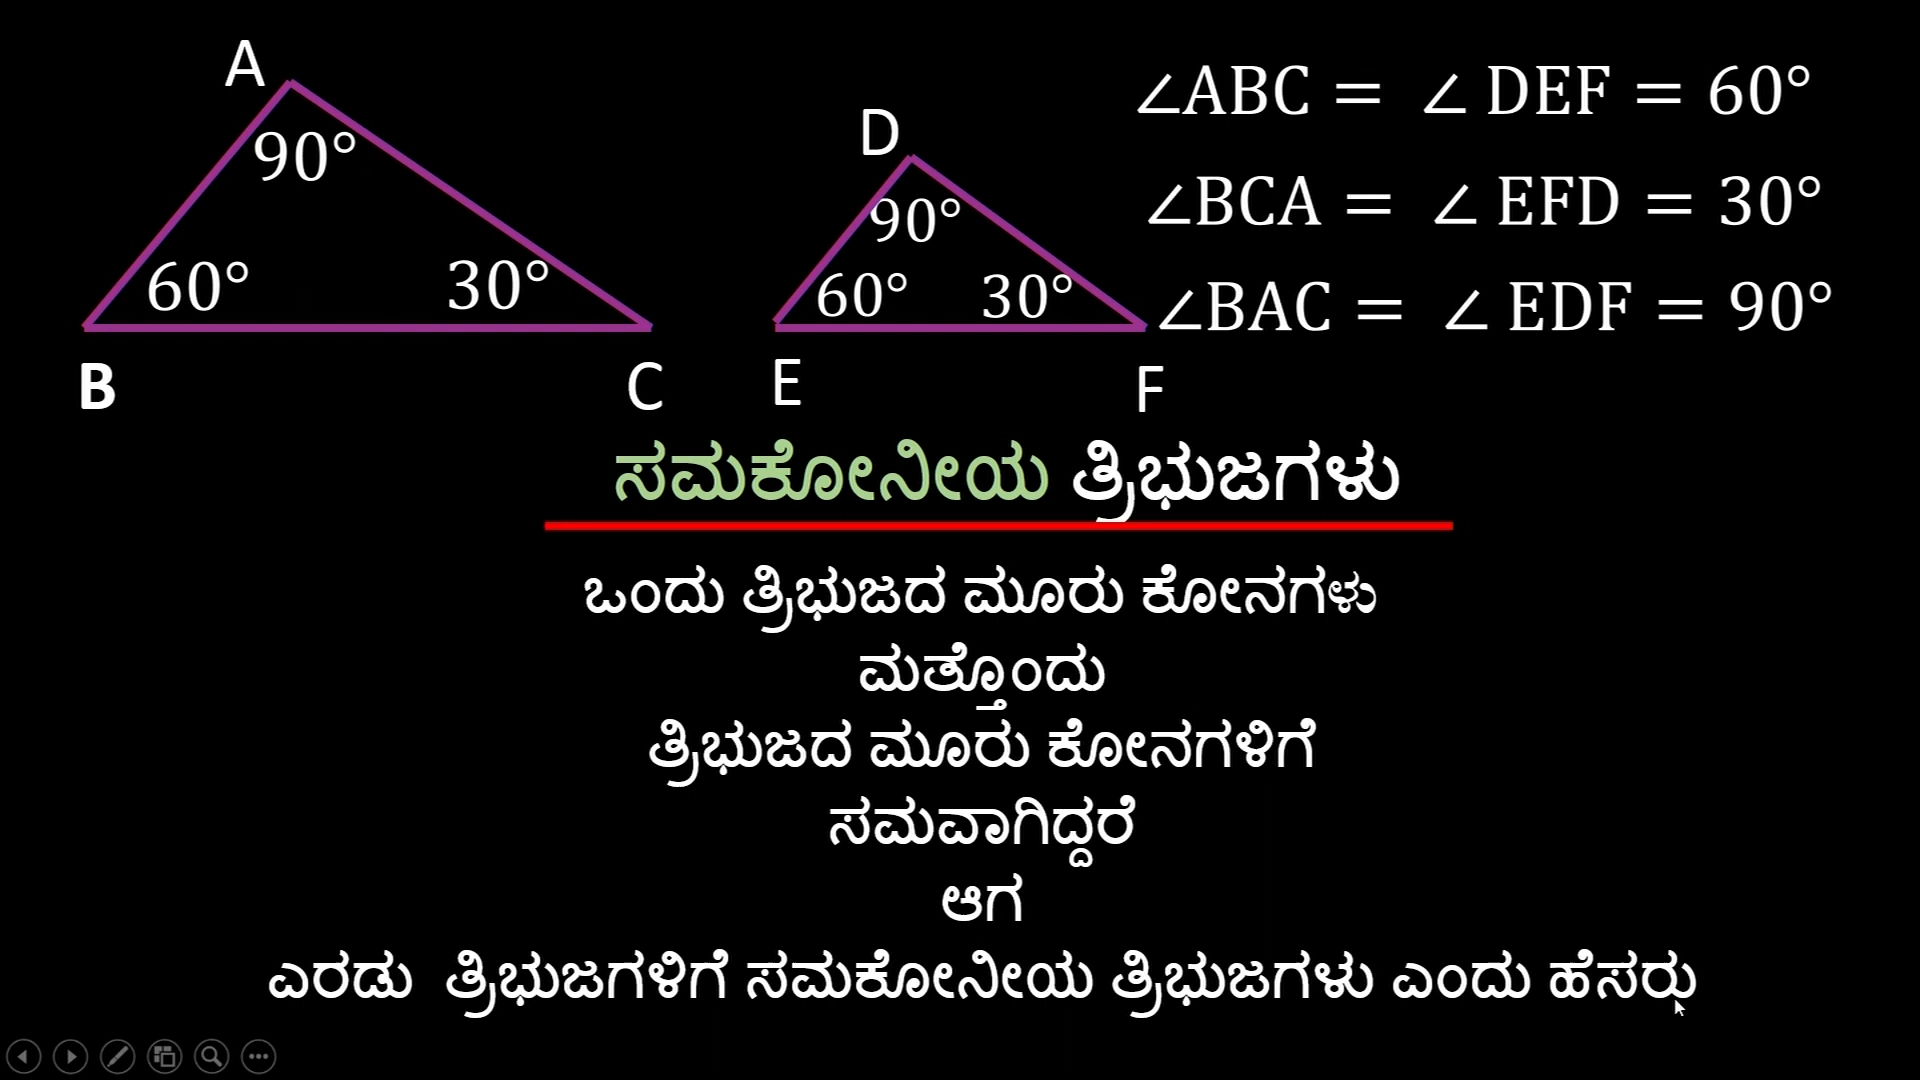 A
90°
60°
30°
B
C
D
90°
60°
30°
E
F
∠ABC = ∠ DEF = 60°
∠BCA = ∠ EFD = 30°
∠BAC = ∠ EDF = 90°
ಸಮಕೋನೀಯ ತ್ರಿಭುಜಗಳು
ಒಂದು ತ್ರಿಭುಜದ ಮೂರು ಕೋನಗಳು
ಮತ್ತೊಂದು
ತ್ರಿಭುಜದ ಮೂರು ಕೋನಗಳಿಗೆ
ಸಮವಾಗಿದ್ದರೆ
ಆಗ
ಎರಡು ತ್ರಿಭುಜಗಳಿಗೆ ಸಮಕೋನೀಯ ತ್ರಿಭುಜಗಳು ಎಂದು ಹೆಸರು